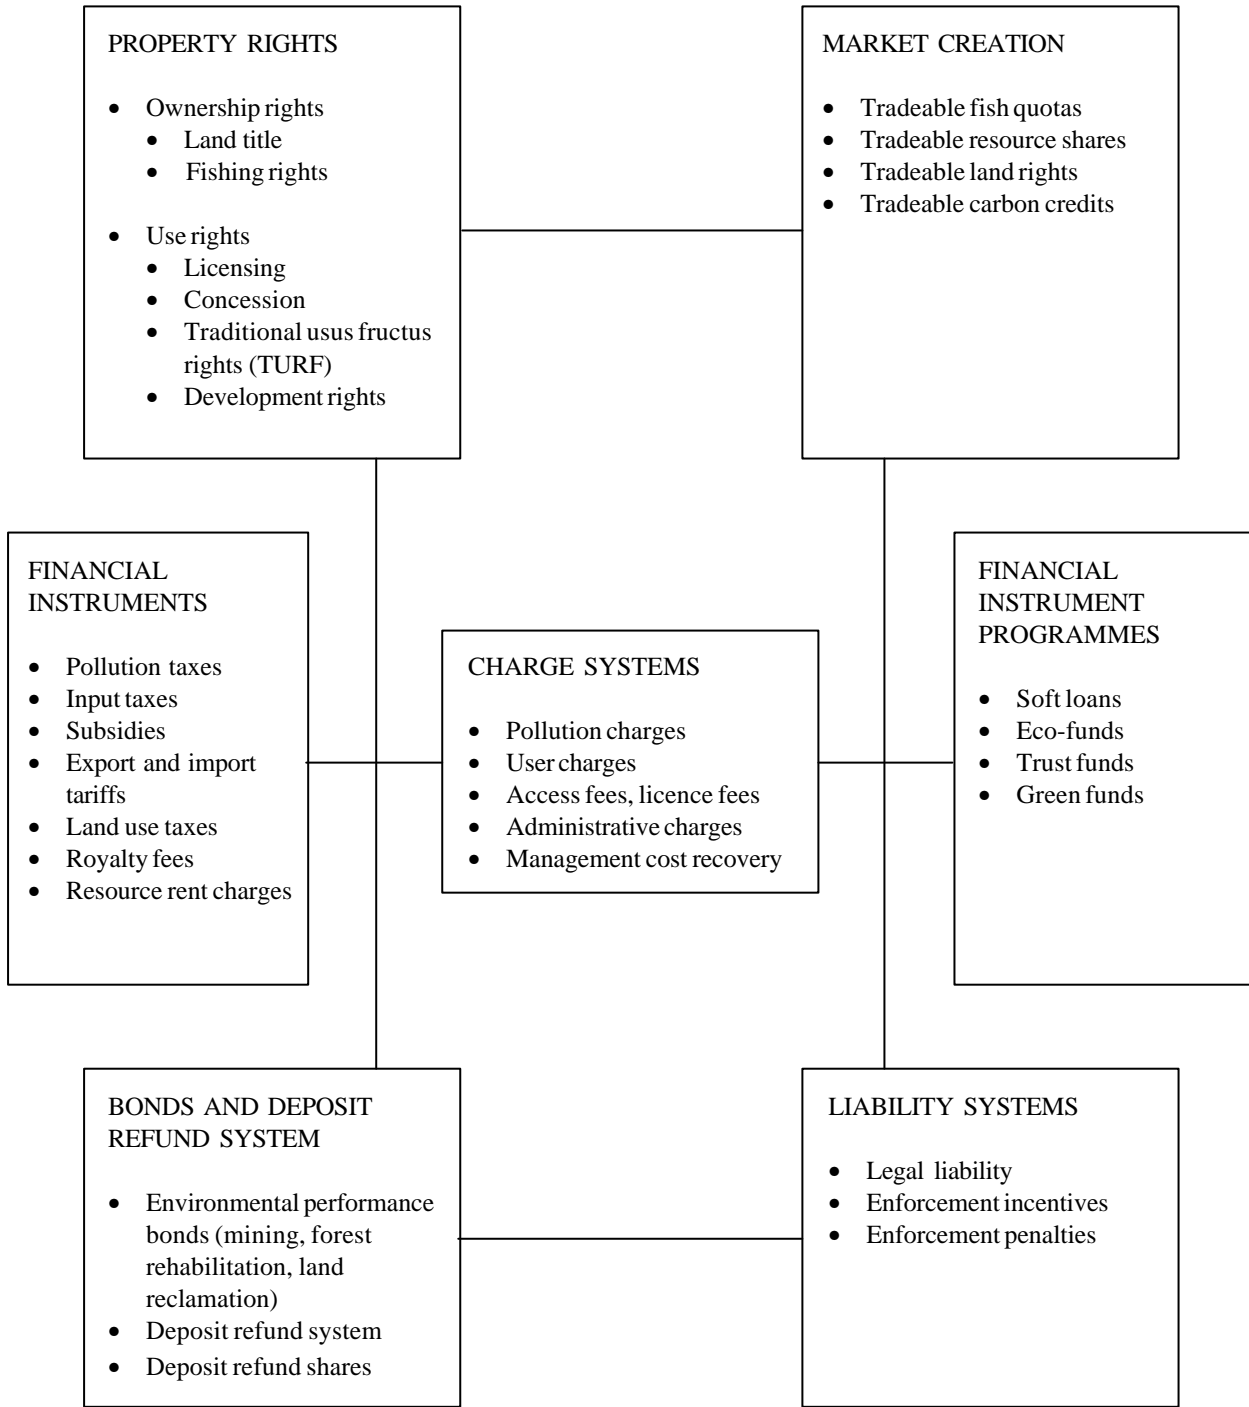 PROPERTY RIGHTS
• Ownership rights
• Land title
• Fishing rights
• Use rights
• Licensing
• Concession
• Traditional usus fructus
rights (TURF)
• Development rights
MARKET CREATION
• Tradeable fish quotas
• Tradeable resource shares
• Tradeable land rights
• Tradeable carbon credits
FINANCIAL
INSTRUMENTS
• Pollution taxes
• Input taxes
• Subsidies
• Export and import
tariffs
• Land use taxes
• Royalty fees
• Resource rent charges
CHARGE SYSTEMS
• Pollution charges
• User charges
• Access fees, licence fees
• Administrative charges
• Management cost recovery
FINANCIAL
INSTRUMENT
PROGRAMMES
• Soft loans
• Eco-funds
• Trust funds
• Green funds
BONDS AND DEPOSIT
REFUND SYSTEM
• Environmental performance
bonds (mining, forest
rehabilitation, land
reclamation)
• Deposit refund system
• Deposit refund shares
LIABILITY SYSTEMS
• Legal liability
• Enforcement incentives
• Enforcement penalties